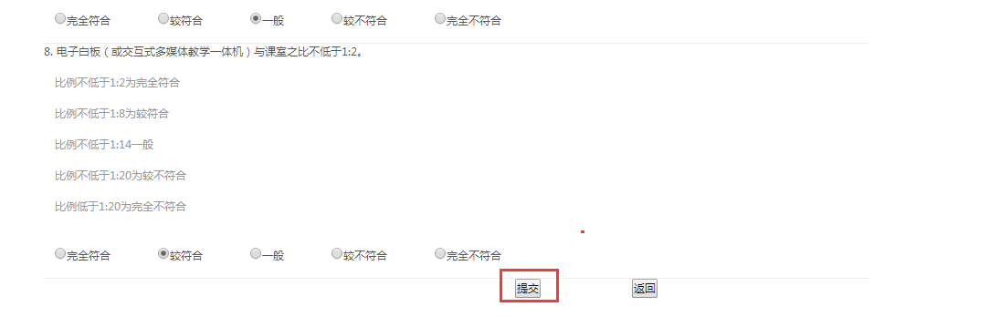 完全符合 较符合 一般 较不符合 完全不符合
8. 电子白板（或交互式多媒体教学一体机）与课室之比不低于1:2。
比例不低于1:2为完全符合
比例不低于1:8为较符合
比例不低于1:14一般
比例不低于1:20为较不符合
比例低于1:20为完全不符合
完全符合 较符合 一般 较不符合 完全不符合
提交 返回